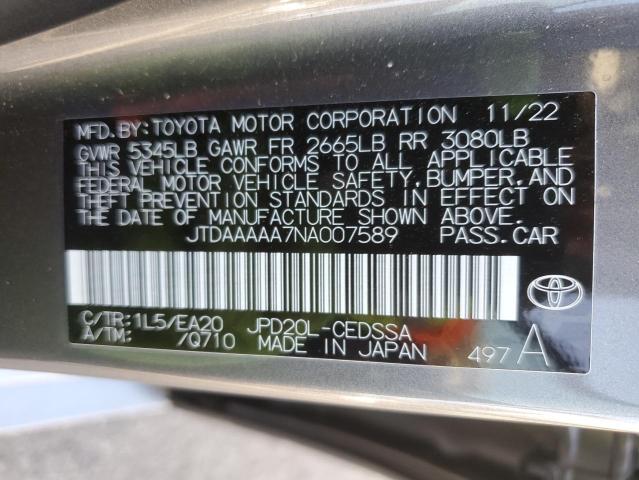 MFD. BY: TOYOTA MOTOR CORPORATION 11/22
GVWR 5345LB GAWR FR 2665LB RR 3080LB
THIS VEHICLE CONFORMS TO ALL APPLICABLE
FEDERAL MOTOR VEHICLE SAFETY, BUMPER, AND
THEFT PREVENTION STANDARDS IN EFFECT ON
THE DATE OF MANUFACTURE SHOWN ABOVE.
JTDAAAAA7NA007589 PASS. CAR
C/TR: 1L5/EA20 JPD20L-CEDSSA
A/TM: /Q710 MADE IN JAPAN 497 A